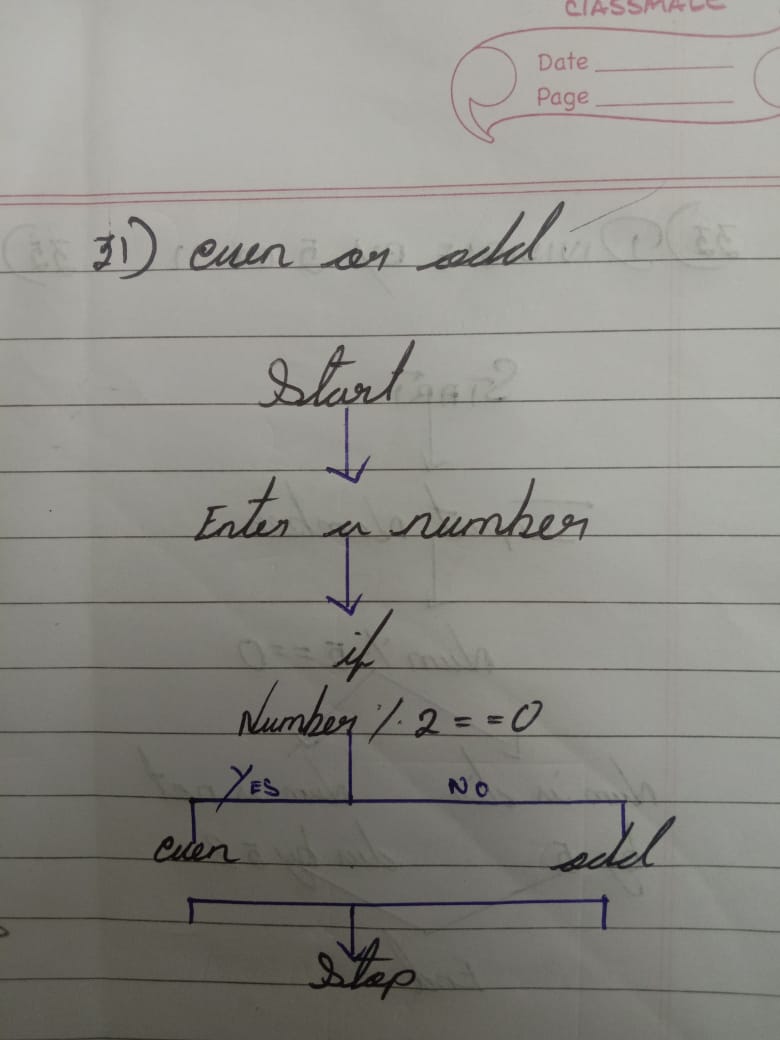 CLASSMATE
Date
Page
31) even or odd
Start
Enter a number
if
Number % 2 = = 0
YES NO
even odd
Stop